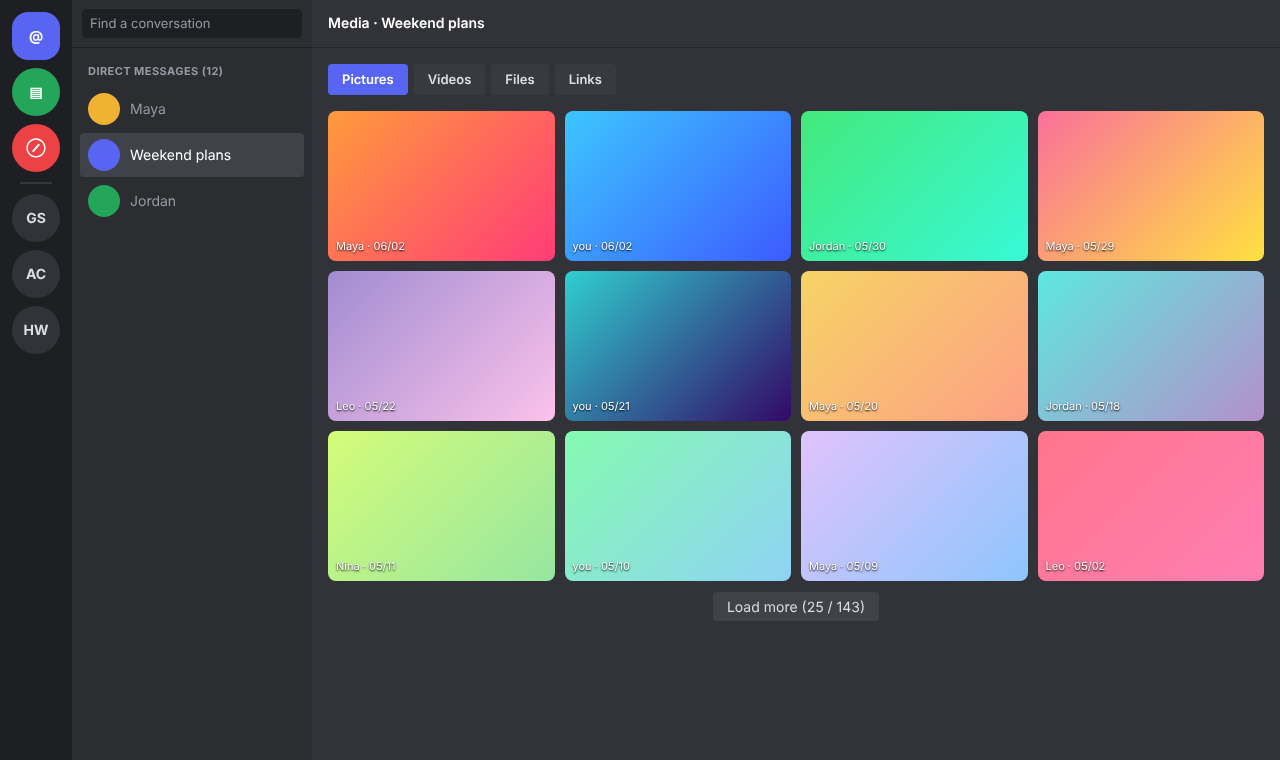 @
GS
AC
HW
Find a conversation
DIRECT MESSAGES (12)
Maya
Weekend plans
Jordan
Media · Weekend plans
Pictures Videos Files Links
Maya · 06/02
you · 06/02
Jordan · 05/30
Maya · 05/29
Leo · 05/22
you · 05/21
Maya · 05/20
Jordan · 05/18
Nina · 05/11
you · 05/10
Maya · 05/09
Leo · 05/02
Load more (25 / 143)